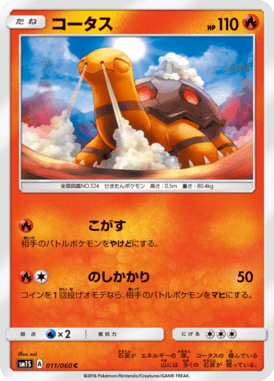 たね コータス HP 110
全国図鑑NO.324 せきたんポケモン 高さ:0.5m 重さ:80.4kg
こがす
相手のバトルポケモンをやけどにする。
のしかかり 50
コインを1回投げオモテなら、相手のバトルポケモンをマヒにする。
弱点 ×2 抵抗力
sm1S A 011/060 C
©2016 Pokémon/Nintendo/Creatures/GAME FREAK.